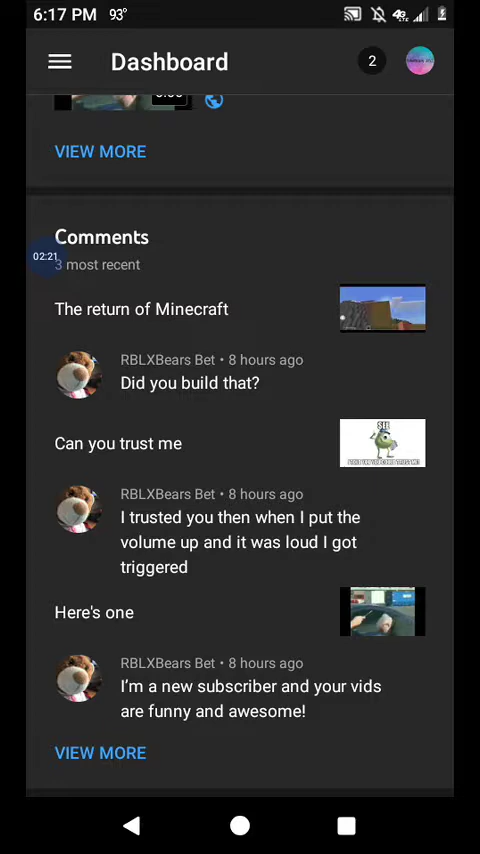 6:17 PM 93°
Dashboard
2
VIEW MORE
Comments
02:21
3 most recent
The return of Minecraft
RBLXBears Bet • 8 hours ago
Did you build that?
Can you trust me
SEE
RBLXBears Bet • 8 hours ago
I trusted you then when I put the
volume up and it was loud I got
triggered
Here's one
RBLXBears Bet • 8 hours ago
I'm a new subscriber and your vids
are funny and awesome!
VIEW MORE